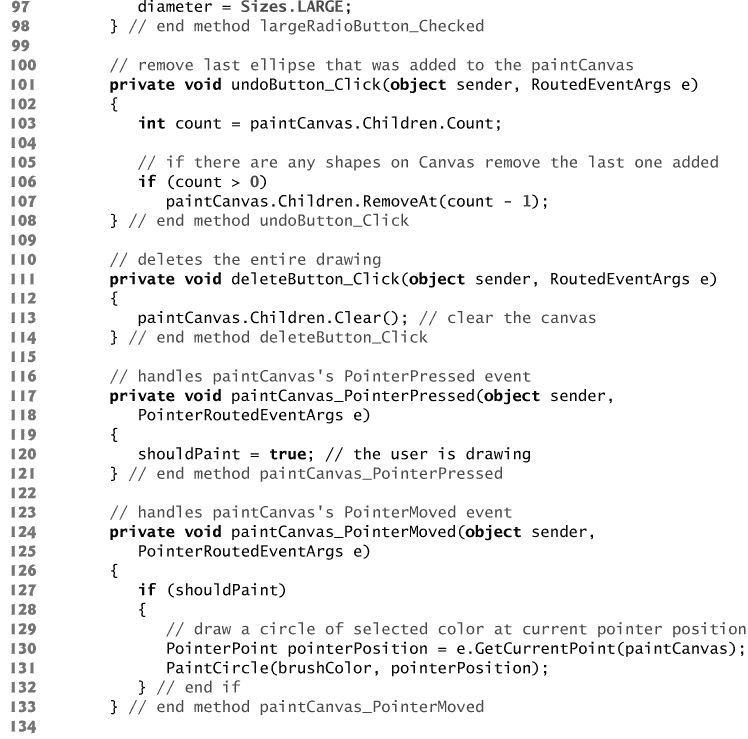 97 diameter = Sizes.LARGE;
98 } // end method largeRadioButton_Checked
99
100 // remove last ellipse that was added to the paintCanvas
101 private void undoButton_Click(object sender, RoutedEventArgs e)
102 {
103 int count = paintCanvas.Children.Count;
104
105 // if there are any shapes on Canvas remove the last one added
106 if (count > 0)
107 paintCanvas.Children.RemoveAt(count - 1);
108 } // end method undoButton_Click
109
110 // deletes the entire drawing
111 private void deleteButton_Click(object sender, RoutedEventArgs e)
112 {
113 paintCanvas.Children.Clear(); // clear the canvas
114 } // end method deleteButton_Click
115
116 // handles paintCanvas's PointerPressed event
117 private void paintCanvas_PointerPressed(object sender,
118 PointerRoutedEventArgs e)
119 {
120 shouldPaint = true; // the user is drawing
121 } // end method paintCanvas_PointerPressed
122
123 // handles paintCanvas's PointerMoved event
124 private void paintCanvas_PointerMoved(object sender,
125 PointerRoutedEventArgs e)
126 {
127 if (shouldPaint)
128 {
129 // draw a circle of selected color at current pointer position
130 PointerPoint pointerPosition = e.GetCurrentPoint(paintCanvas);
131 PaintCircle(brushColor, pointerPosition);
132 } // end if
133 } // end method paintCanvas_PointerMoved
134